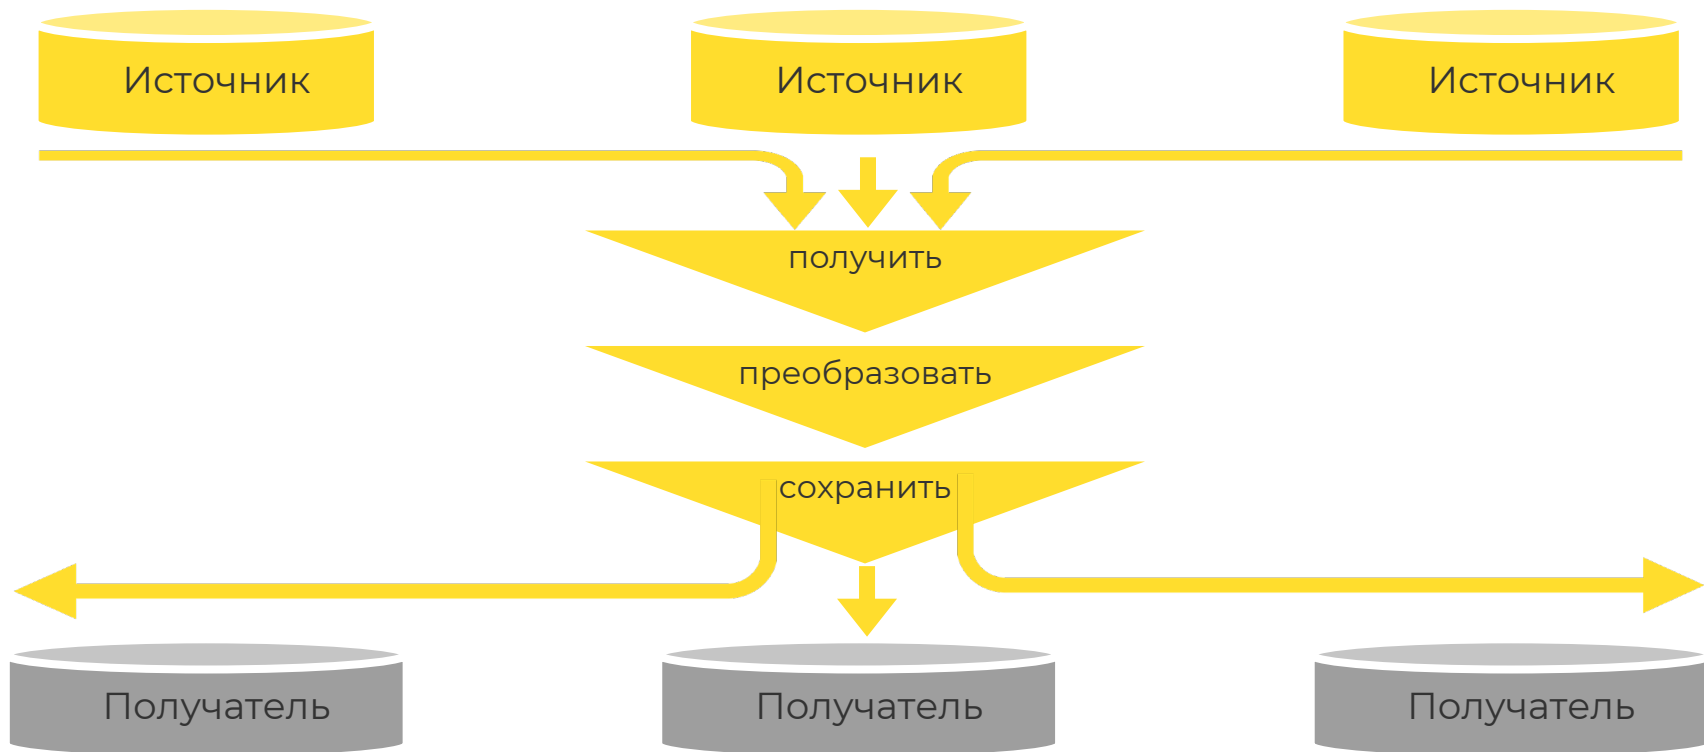 Источник
Источник
Источник
получить
преобразовать
сохранить
Получатель
Получатель
Получатель